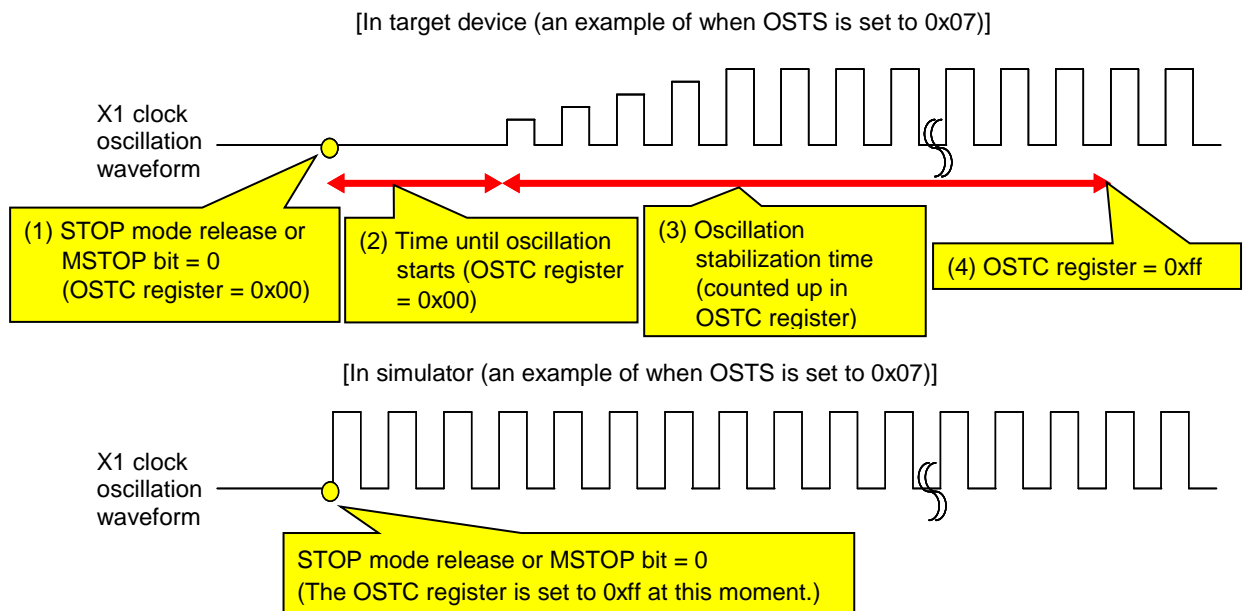 [In target device (an example of when OSTS is set to 0x07)]
X1 clock
oscillation
waveform
(1) STOP mode release or
MSTOP bit = 0
(OSTC register = 0x00)
(2) Time until oscillation
starts (OSTC register
= 0x00)
(3) Oscillation
stabilization time
(counted up in
OSTC register)
(4) OSTC register = 0xff
[In simulator (an example of when OSTS is set to 0x07)]
X1 clock
oscillation
waveform
STOP mode release or MSTOP bit = 0
(The OSTC register is set to 0xff at this moment.)